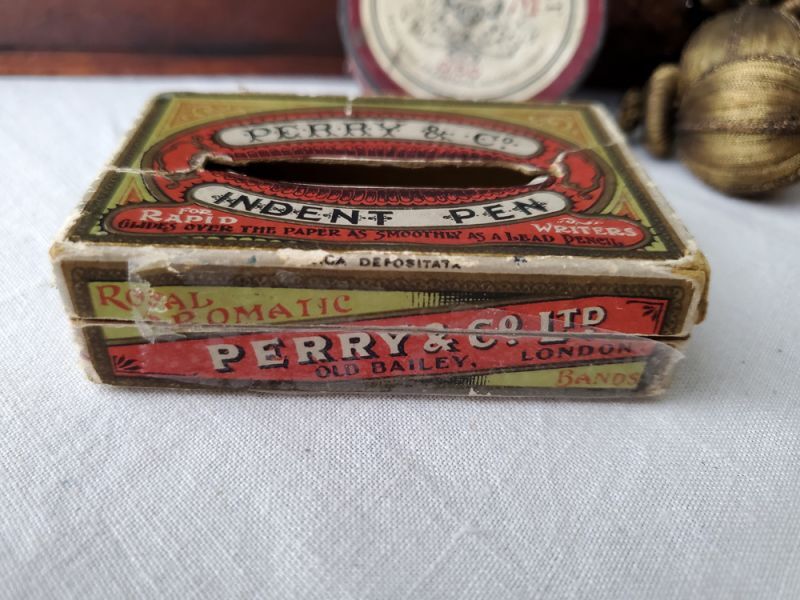 PERRY & Co.
INDENT PEN
FOR RAPID WRITERS
GLIDES OVER THE PAPER AS SMOOTHLY AS A LEAD PENCIL
CA DEPOSITATA
ROYAL
AROMATIC
PERRY & Co. LTD
OLD BAILEY, LONDON
BANDS